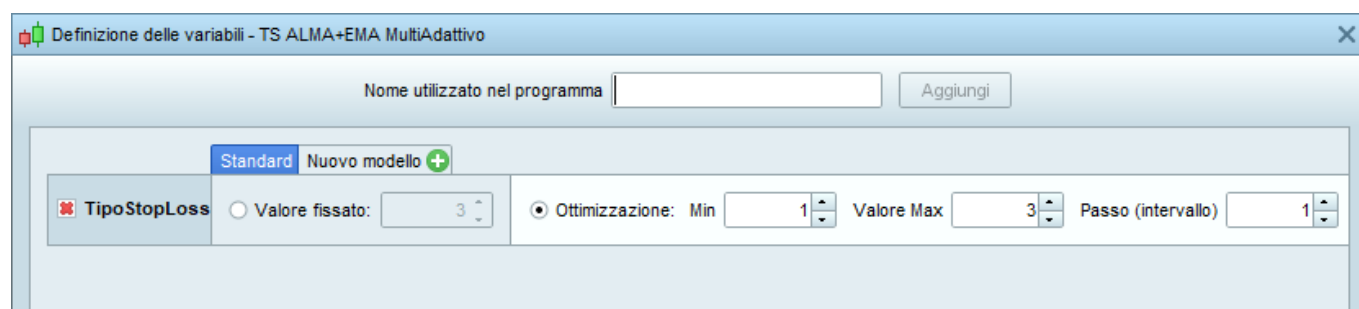 Definizione delle variabili - TS ALMA+EMA MultiAdattivo
Nome utilizzato nel programma Aggiungi
Standard Nuovo modello
TipoStopLoss Valore fissato: 3 Ottimizzazione: Min 1 Valore Max 3 Passo (intervallo) 1